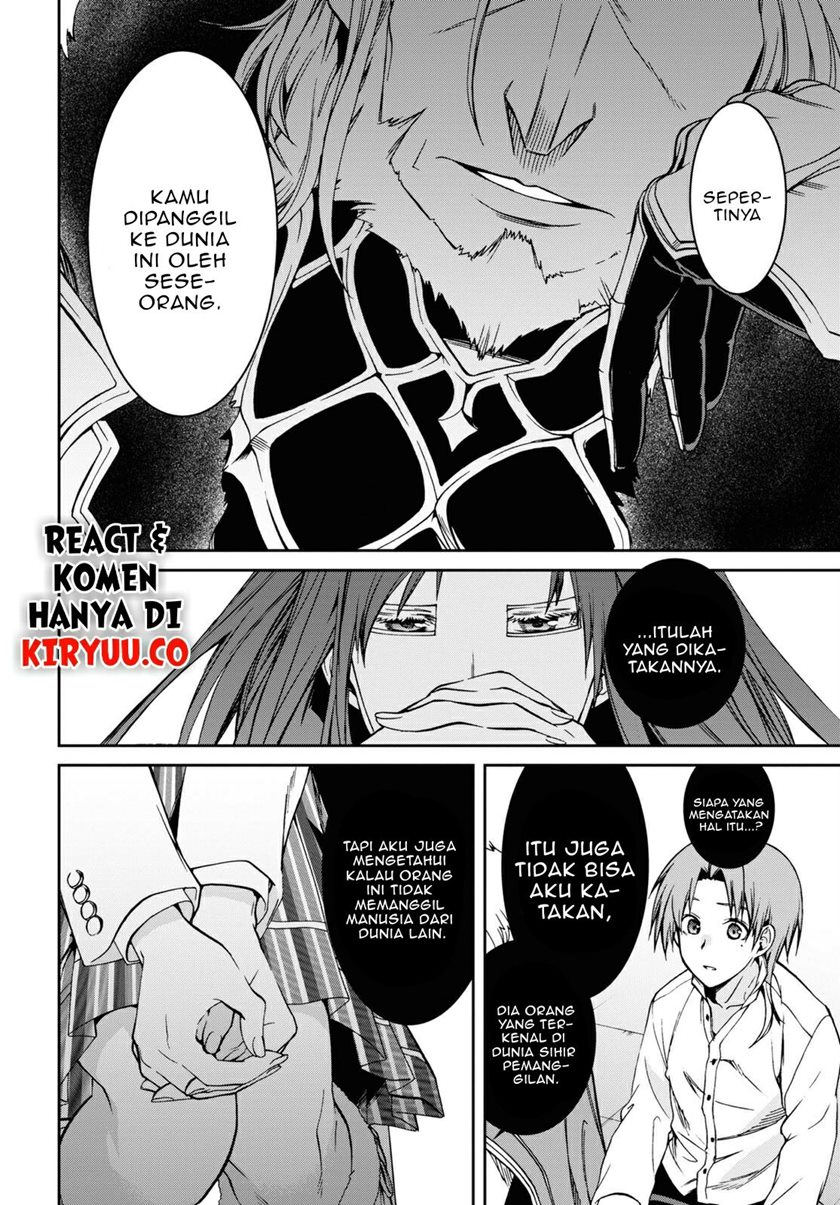 SEPER-
TINYA
KAMU
DIPANGGIL
KE DUNIA
INI OLEH
SESE-
ORANG.
REACT &
KOMEN
HANYA DI
KIRYUU.CO
...ITULAH
YANG DIKA-
TAKANNYA.
SIAPA YANG
MENGATAKAN
HAL ITU...?
ITU JUGA
TIDAK BISA
AKU KA-
TAKAN,
DIA ORANG
YANG TER-
KENAL DI
DUNIA SIHIR
PEMANG-
GILAN.
TAPI AKU JUGA
MENGETAHUI
KALAU ORANG
INI TIDAK
MEMANGGIL
MANUSIA DARI
DUNIA LAIN.